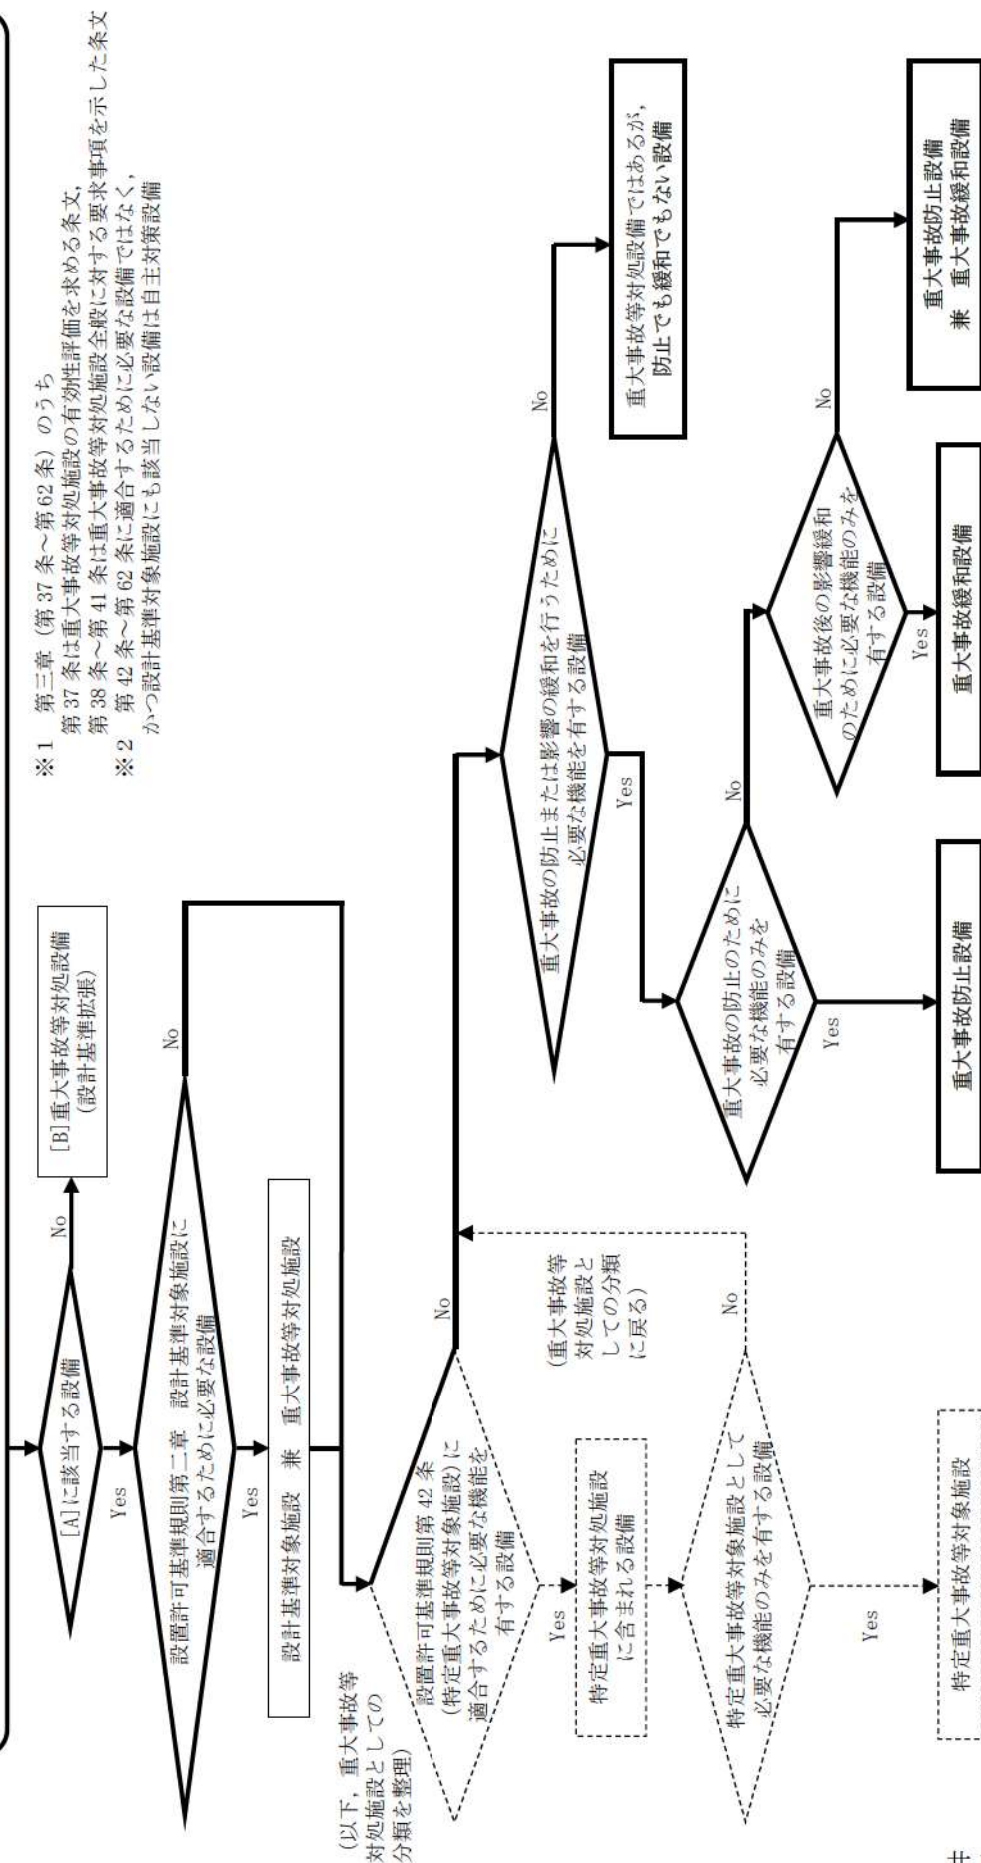 ※1 第三章(第37条~第62条)のうち
第37条は重大事故等対処施設の有効性評価を求める条文,
第38条~第41条は重大事故等対処施設全般に対する要求事項を示した条文
※2 第42条~第62条に適合するために必要な設備ではなく,
かつ設計基準対象施設にも該当しない設備は自主対策設備
[A]に該当する設備
No
[B]重大事故等対処設備
(設計基準拡張)
Yes
設置許可基準規則第二章 設計基準対象施設に
適合するために必要な設備
No
Yes
設計基準対象施設 兼 重大事故等対処施設
(以下,重大事故等
対処施設としての
分類を整理)
設置許可基準規則第42条
(特定重大事故等対象施設)に
適合するために必要な機能を
有する設備
No
Yes
特定重大事故等対処施設
に含まれる設備
(重大事故等
対処施設と
しての分類
に戻る)
特定重大事故等対象施設として
必要な機能のみを有する設備
No
Yes
特定重大事故等対象施設
重大事故の防止または影響の緩和を行うために
必要な機能を有する設備
No
重大事故等対処設備ではあるが,
防止でも緩和でもない設備
Yes
重大事故の防止のために
必要な機能のみを
有する設備
No
Yes
重大事故防止設備
重大事故後の影響緩和
のために必要な機能のみを
有する設備
No
Yes
重大事故緩和設備
重大事故防止設備
兼 重大事故緩和設備